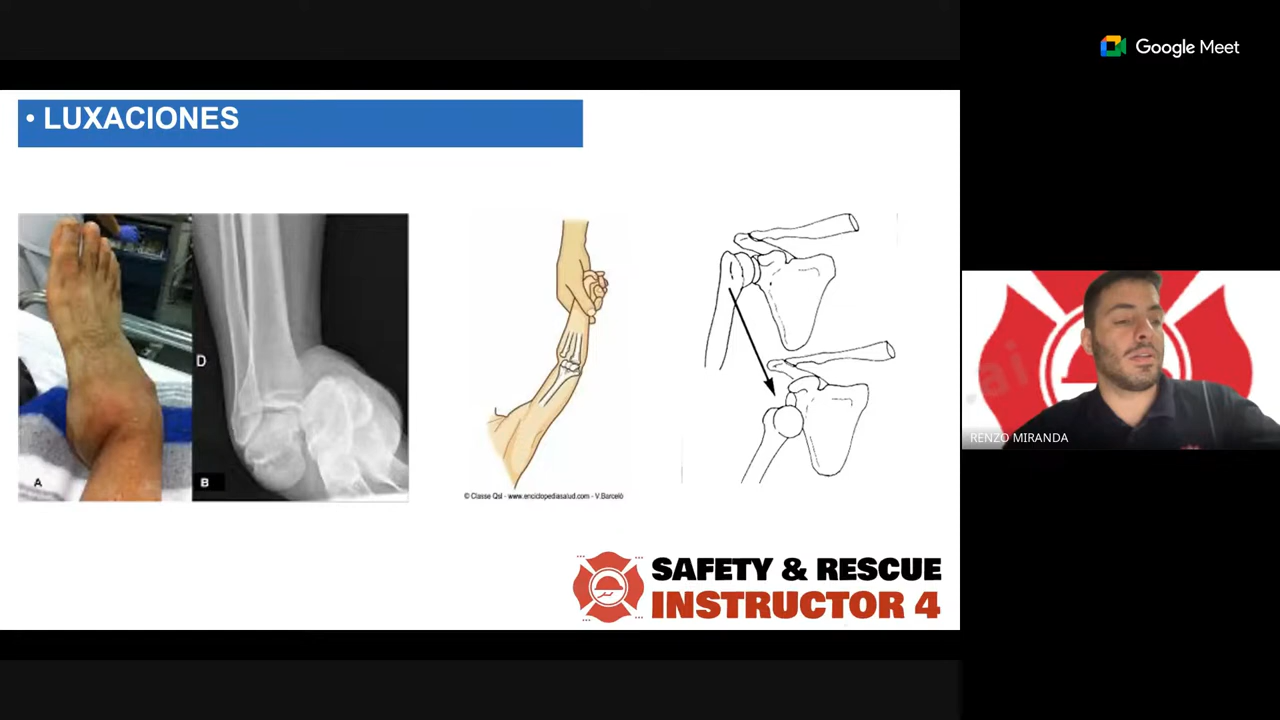 Google Meet
• LUXACIONES
D
A
B
© Classe Qsl - www.enciclopediasalud.com - V.Barceló
RENZO MIRANDA
SAFETY & RESCUE
INSTRUCTOR 4